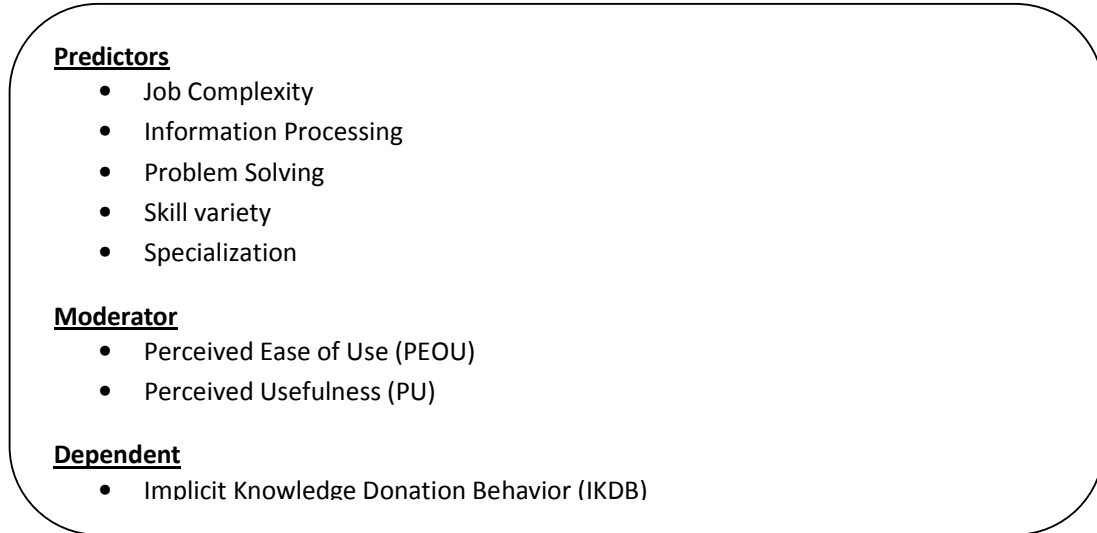 Predictors
• Job Complexity
• Information Processing
• Problem Solving
• Skill variety
• Specialization
Moderator
• Perceived Ease of Use (PEOU)
• Perceived Usefulness (PU)
Dependent
• Implicit Knowledge Donation Behavior (IKDB)